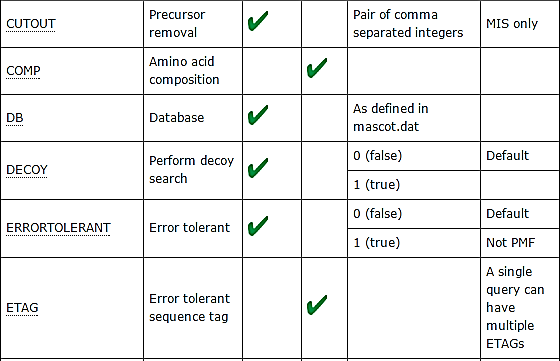 CUTOUT
Precursor
removal
Pair of comma
separated integers
MIS only
COMP
Amino acid
composition
DB
Database
As defined in
mascot.dat
DECOY
Perform decoy
search
0 (false)
Default
1 (true)
ERRORTOLERANT
Error tolerant
0 (false)
Default
1 (true)
Not PMF
ETAG
Error tolerant
sequence tag
A single
query can
have
multiple
ETAGs